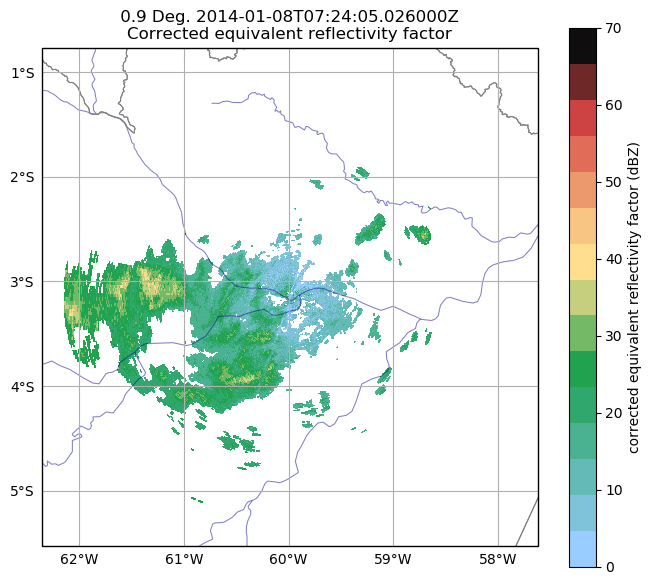 0.9 Deg. 2014-01-08T07:24:05.026000Z
Corrected equivalent reflectivity factor
1°S
2°S
3°S
4°S
5°S
62°W
61°W
60°W
59°W
58°W
70
60
50
40
30
20
10
0
corrected equivalent reflectivity factor (dBZ)